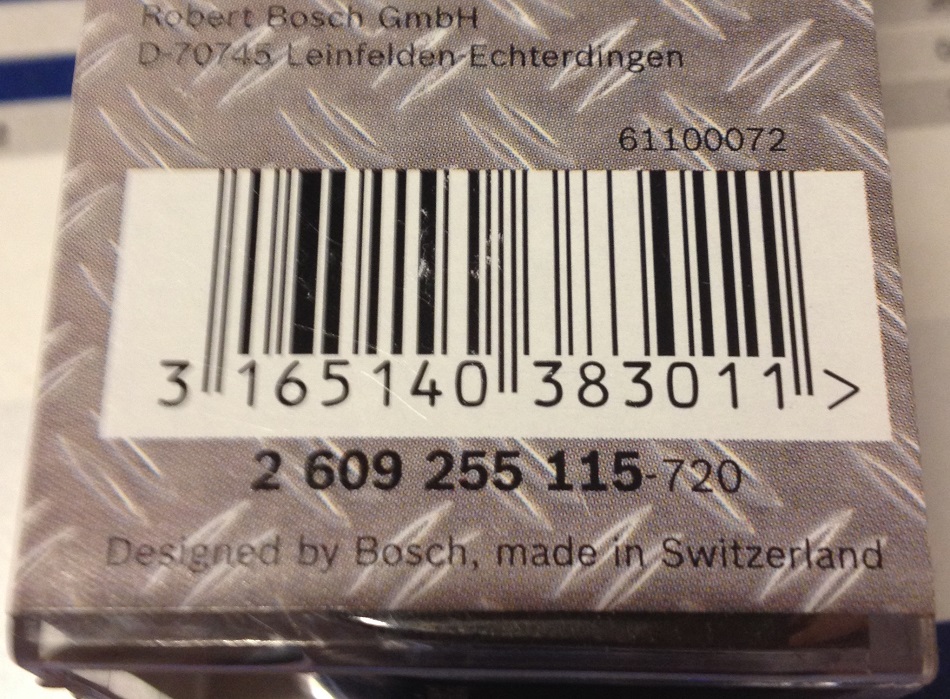 Robert Bosch GmbH
D-70745 Leinfelden-Echterdingen
61100072
3 165140 383011 >
2 609 255 115-720
Designed by Bosch, made in Switzerland